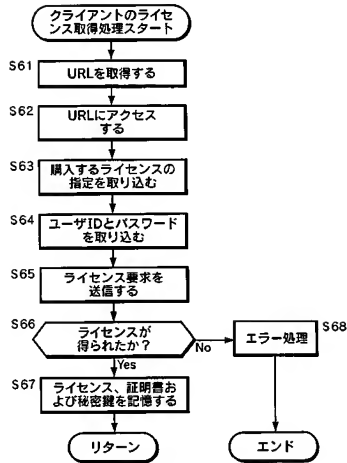 クライアントのライセ
ンス取得処理スタート
S61
URLを取得する
S62
URLにアクセス
する
S63
購入するライセンスの
指定を取り込む
S64
ユーザIDとパスワード
を取り込む
S65
ライセンス要求を
送信する
S66
ライセンスが
得られたか？
No
エラー処理
S68
Yes
S67
ライセンス、証明書お
よび秘密鍵を記憶する
リターン
エンド